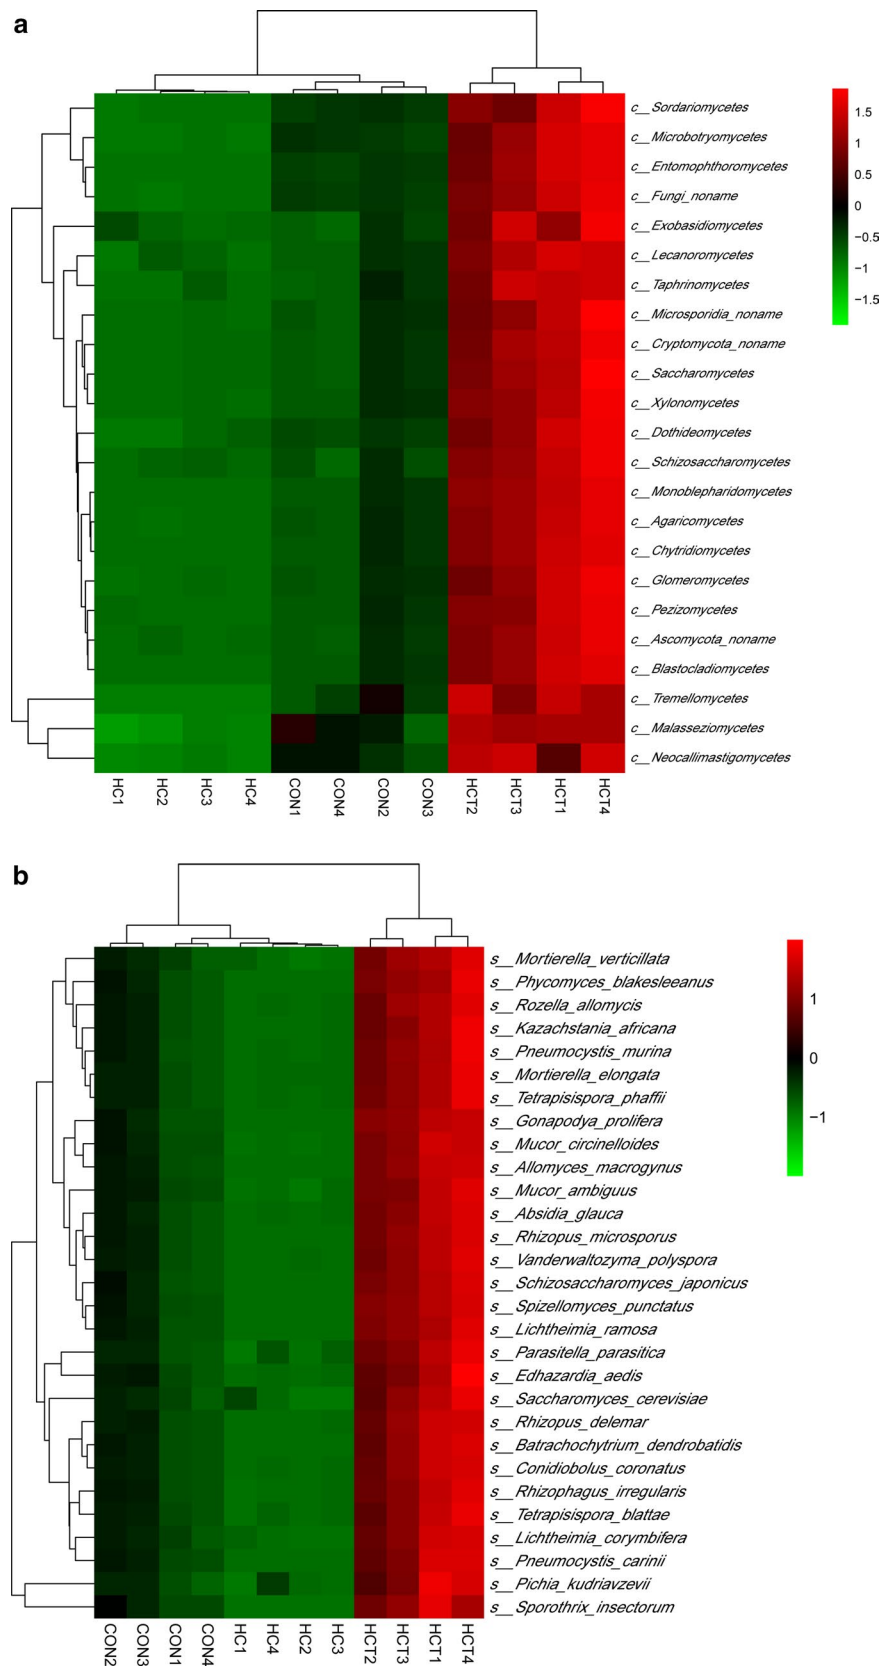 a
c__Sordariomycetes
c__Microbotryomycetes
c__Entomophthoromycetes
c__Fungi_noname
c__Exobasidiomycetes
c__Lecanoromycetes
c__Taphrinomycetes
c__Microsporidia_noname
c__Cryptomycota_noname
c__Saccharomycetes
c__Xylonomycetes
c__Dothideomycetes
c__Schizosaccharomycetes
c__Monoblepharidomycetes
c__Agaricomycetes
c__Chytridiomycetes
c__Glomeromycetes
c__Pezizomycetes
c__Ascomycota_noname
c__Blastocladiomycetes
c__Tremellomycetes
c__Malasseziomycetes
c__Neocallimastigomycetes
1.5
1
0.5
0
−0.5
−1
−1.5
HC1 HC2 HC3 HC4 CON1 CON4 CON2 CON3 HCT2 HCT3 HCT1 HCT4
b
s__Mortierella_verticillata
s__Phycomyces_blakesleeanus
s__Rozella_allomycis
s__Kazachstania_africana
s__Pneumocystis_murina
s__Mortierella_elongata
s__Tetrapisispora_phaffii
s__Gonapodya_prolifera
s__Mucor_circinelloides
s__Allomyces_macrogynus
s__Mucor_ambiguus
s__Absidia_glauca
s__Rhizopus_microsporus
s__Vanderwaltozyma_polyspora
s__Schizosaccharomyces_japonicus
s__Spizellomyces_punctatus
s__Lichtheimia_ramosa
s__Parasitella_parasitica
s__Edhazardia_aedis
s__Saccharomyces_cerevisiae
s__Rhizopus_delemar
s__Batrachochytrium_dendrobatidis
s__Conidiobolus_coronatus
s__Rhizophagus_irregularis
s__Tetrapisispora_blattae
s__Lichtheimia_corymbifera
s__Pneumocystis_carinii
s__Pichia_kudriavzevii
s__Sporothrix_insectorum
1
0
−1
CON2 CON3 CON1 CON4 HC1 HC4 HC2 HC3 HCT2 HCT3 HCT1 HCT4